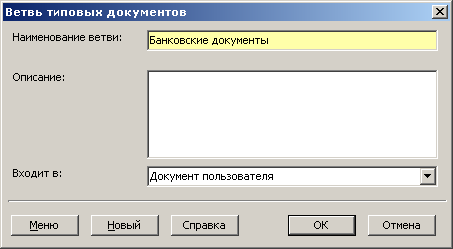 Ветвь типовых документов
Наименование ветви: Банковские документы
Описание:
Входит в: Документ пользователя
Меню Новый Справка OK Отмена